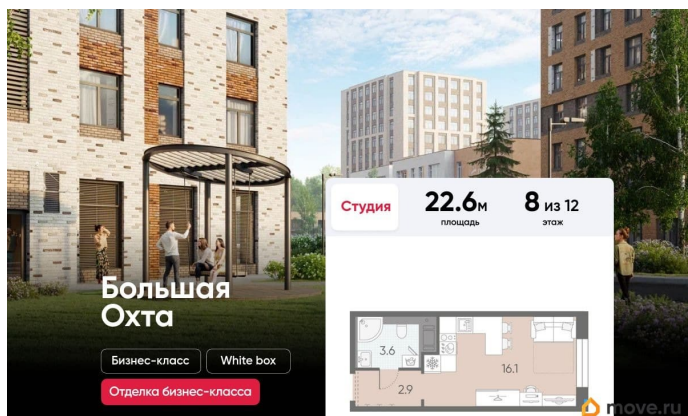 Студия
22.6м
площадь
8 из 12
этаж
Большая
Охта
Бизнес-класс
White box
Отделка бизнес-класса
3.6
16.1
2.9
move.ru